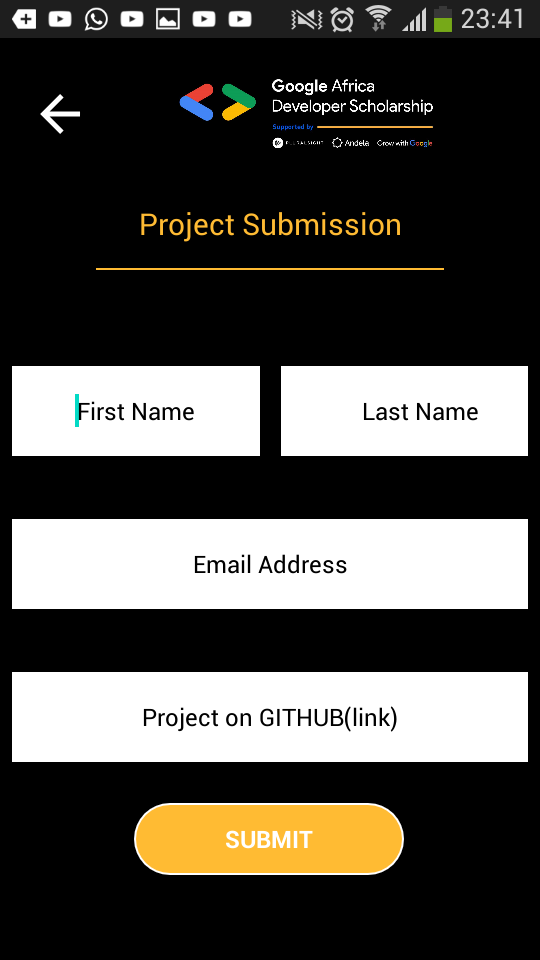 23:41
Google Africa
Developer Scholarship
Supported by
PLURALSIGHT Andela Grow with Google
Project Submission
First Name Last Name
Email Address
Project on GITHUB(link)
SUBMIT